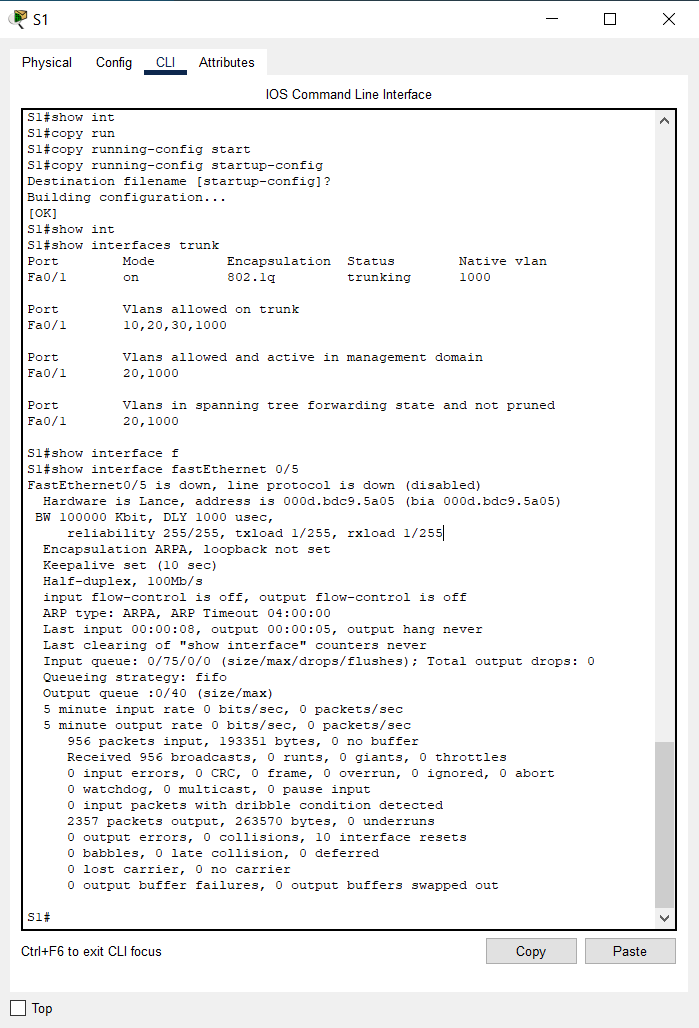 S1
Physical Config CLI Attributes
IOS Command Line Interface
S1#show int
S1#copy run
S1#copy running-config start
S1#copy running-config startup-config
Destination filename [startup-config]?
Building configuration...
[OK]
S1#show int
S1#show interfaces trunk
Port        Mode         Encapsulation  Status        Native vlan
Fa0/1       on           802.1q         trunking      1000

Port        Vlans allowed on trunk
Fa0/1       10,20,30,1000

Port        Vlans allowed and active in management domain
Fa0/1       20,1000

Port        Vlans in spanning tree forwarding state and not pruned
Fa0/1       20,1000

S1#show interface f
S1#show interface fastEthernet 0/5
FastEthernet0/5 is down, line protocol is down (disabled)
  Hardware is Lance, address is 000d.bdc9.5a05 (bia 000d.bdc9.5a05)
 BW 100000 Kbit, DLY 1000 usec,
     reliability 255/255, txload 1/255, rxload 1/255
  Encapsulation ARPA, loopback not set
  Keepalive set (10 sec)
  Half-duplex, 100Mb/s
  input flow-control is off, output flow-control is off
  ARP type: ARPA, ARP Timeout 04:00:00
  Last input 00:00:08, output 00:00:05, output hang never
  Last clearing of "show interface" counters never
  Input queue: 0/75/0/0 (size/max/drops/flushes); Total output drops: 0
  Queueing strategy: fifo
  Output queue :0/40 (size/max)
  5 minute input rate 0 bits/sec, 0 packets/sec
  5 minute output rate 0 bits/sec, 0 packets/sec
     956 packets input, 193351 bytes, 0 no buffer
     Received 956 broadcasts, 0 runts, 0 giants, 0 throttles
     0 input errors, 0 CRC, 0 frame, 0 overrun, 0 ignored, 0 abort
     0 watchdog, 0 multicast, 0 pause input
     0 input packets with dribble condition detected
     2357 packets output, 263570 bytes, 0 underruns
     0 output errors, 0 collisions, 10 interface resets
     0 babbles, 0 late collision, 0 deferred
     0 lost carrier, 0 no carrier
     0 output buffer failures, 0 output buffers swapped out

S1#
Ctrl+F6 to exit CLI focus Copy Paste
Top